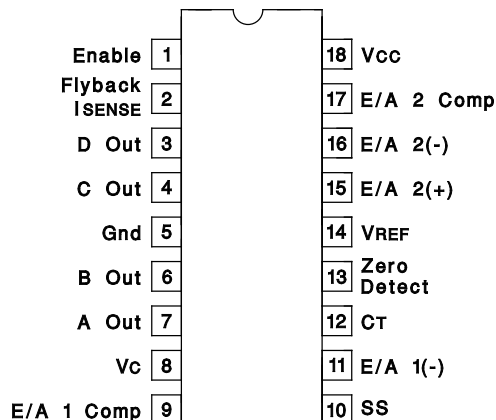 Enable 1 18 VCC
Flyback ISENSE 2 17 E/A 2 Comp
D Out 3 16 E/A 2(-)
C Out 4 15 E/A 2(+)
Gnd 5 14 VREF
B Out 6 13 Zero Detect
A Out 7 12 CT
VC 8 11 E/A 1(-)
E/A 1 Comp 9 10 SS